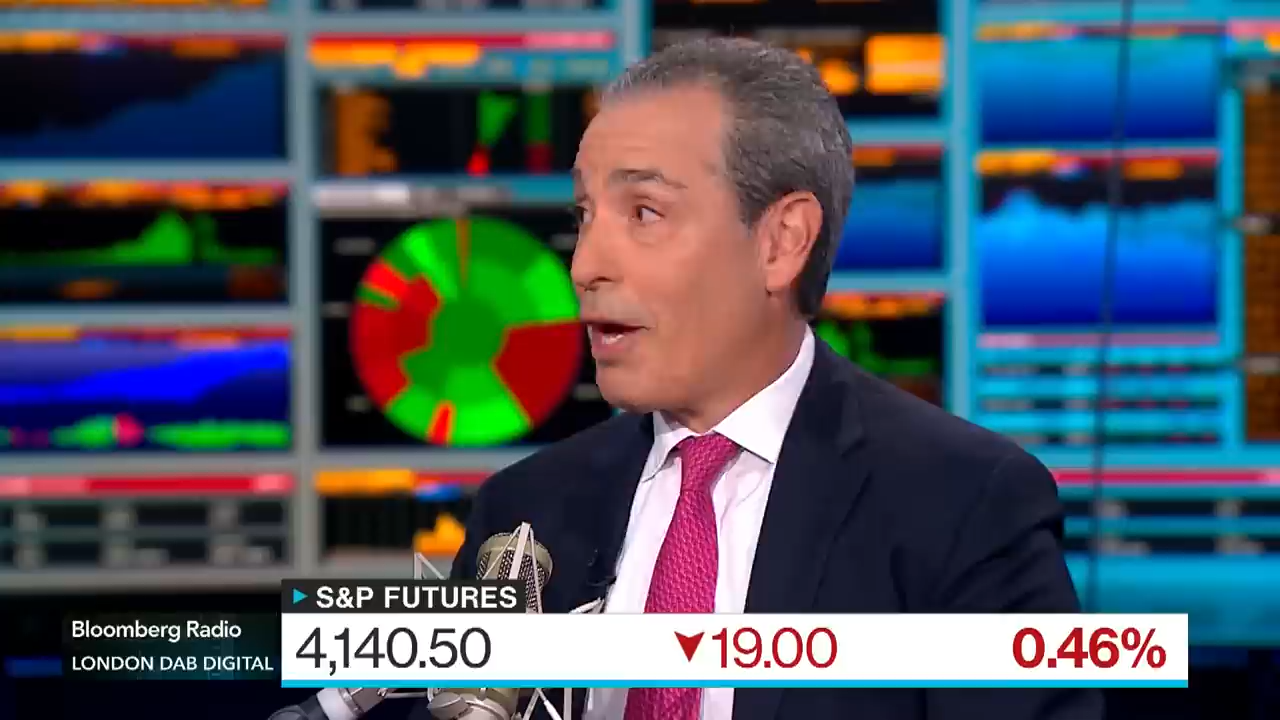 S&P FUTURES
Bloomberg Radio
LONDON DAB DIGITAL
4,140.50 ▼19.00 0.46%